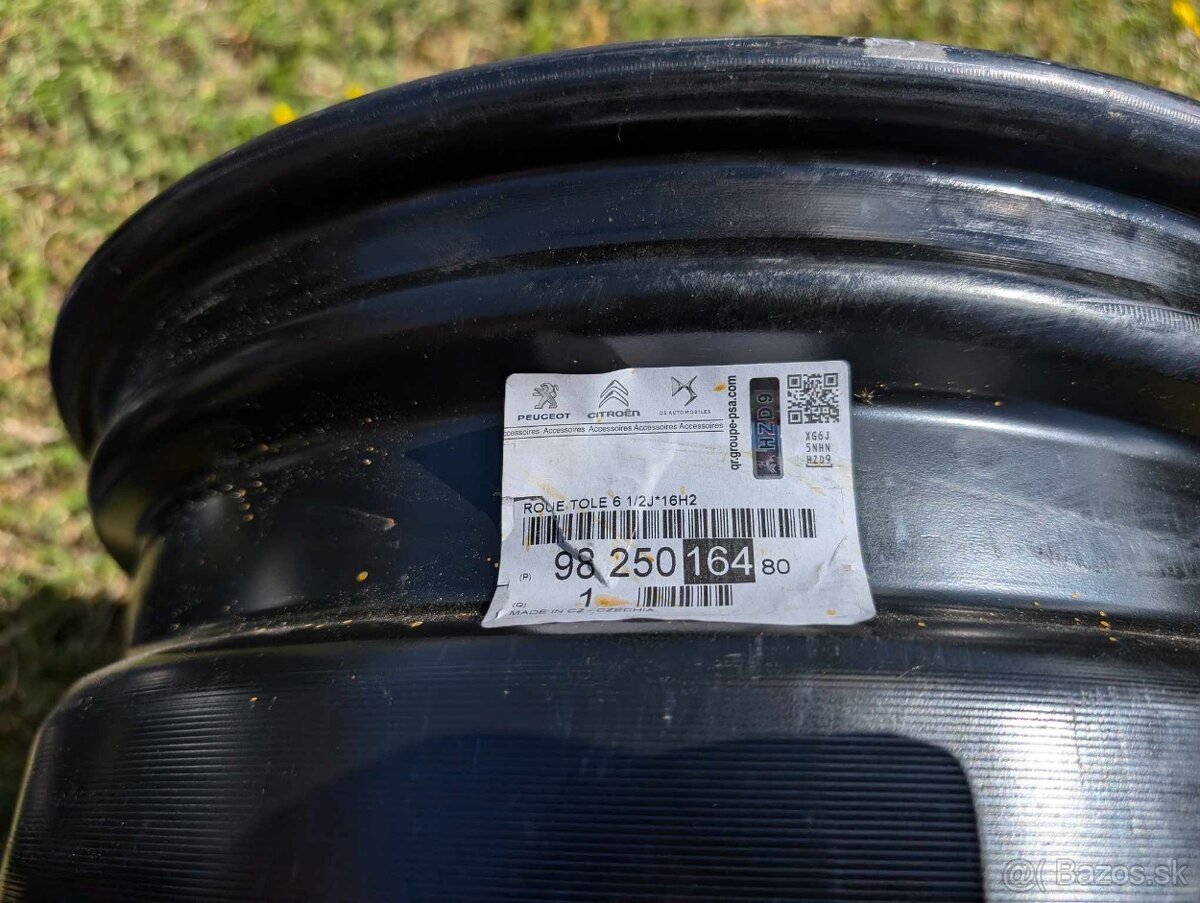 PEUGEOT CITROËN DS AUTOMOBILES
ccessoires Accessoires Accessoires Accessoires Accessoires
qr.groupe-psa.com
HZD9
XG6J
5NHN
HZD9
ROUE TOLE 6 1/2J*16H2
(P) 98 250 164 80
(Q) 1
MADE IN CZ - CZECHIA
@( Bazos.sk